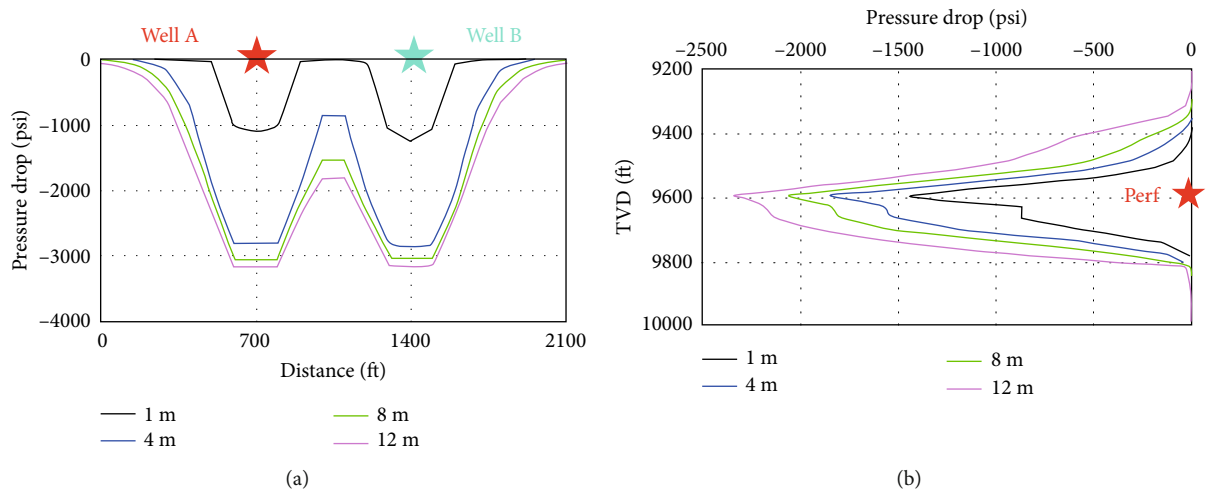 Well A
Well B
0
−1000
−2000
−3000
−4000
Pressure drop (psi)
0
700
1400
2100
Distance (ft)
1 m
8 m
4 m
12 m
(a)
Pressure drop (psi)
−2500
−2000
−1500
−1000
−500
0
9200
9400
9600
9800
10000
TVD (ft)
Perf
1 m
8 m
4 m
12 m
(b)